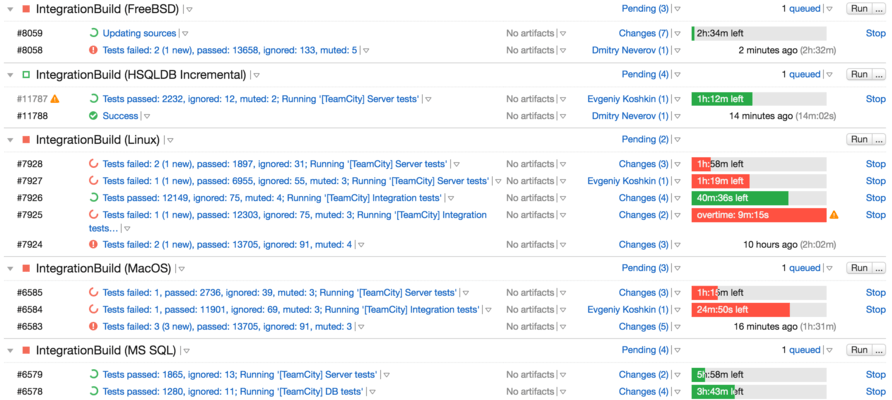 IntegrationBuild (FreeBSD) Pending (3) 1 queued Run ...
#8059 Updating sources No artifacts Changes (7) 2h:34m left Stop
#8058 Tests failed: 2 (1 new), passed: 13658, ignored: 133, muted: 5 No artifacts Dmitry Neverov (1) 2 minutes ago (2h:32m)
IntegrationBuild (HSQLDB Incremental) Pending (4) 1 queued Run ...
#11787 Tests passed: 2232, ignored: 12, muted: 2; Running '[TeamCity] Server tests' No artifacts Evgeniy Koshkin (1) 1h:12m left Stop
#11788 Success No artifacts Dmitry Neverov (1) 14 minutes ago (14m:02s)
IntegrationBuild (Linux) Pending (2) Run ...
#7928 Tests failed: 2 (1 new), passed: 1897, ignored: 31; Running '[TeamCity] Server tests' No artifacts Changes (3) 1h:58m left Stop
#7927 Tests failed: 1 (1 new), passed: 6955, ignored: 55, muted: 3; Running '[TeamCity] Server tests' No artifacts Evgeniy Koshkin (1) 1h:19m left Stop
#7926 Tests passed: 12149, ignored: 75, muted: 4; Running '[TeamCity] Integration tests' No artifacts Changes (4) 40m:36s left Stop
#7925 Tests failed: 1 (1 new), passed: 12303, ignored: 75, muted: 3; Running '[TeamCity] Integration No artifacts Changes (2) overtime: 9m:15s Stop
tests...
#7924 Tests failed: 2 (1 new), passed: 13705, ignored: 91, muted: 4 No artifacts Changes (3) 10 hours ago (2h:02m)
IntegrationBuild (MacOS) Pending (3) 1 queued Run ...
#6585 Tests failed: 1, passed: 2736, ignored: 39, muted: 3; Running '[TeamCity] Server tests' No artifacts Changes (3) 1h:15m left Stop
#6584 Tests failed: 1, passed: 11901, ignored: 69, muted: 3; Running '[TeamCity] Integration tests' No artifacts Evgeniy Koshkin (1) 24m:50s left Stop
#6583 Tests failed: 3 (3 new), passed: 13705, ignored: 91, muted: 3 No artifacts Changes (5) 16 minutes ago (1h:31m)
IntegrationBuild (MS SQL) Pending (4) 1 queued Run ...
#6579 Tests passed: 1865, ignored: 13; Running '[TeamCity] Server tests' No artifacts Changes (2) 5h:58m left Stop
#6578 Tests passed: 1280, ignored: 11; Running '[TeamCity] DB tests' No artifacts Changes (4) 3h:43m left Stop